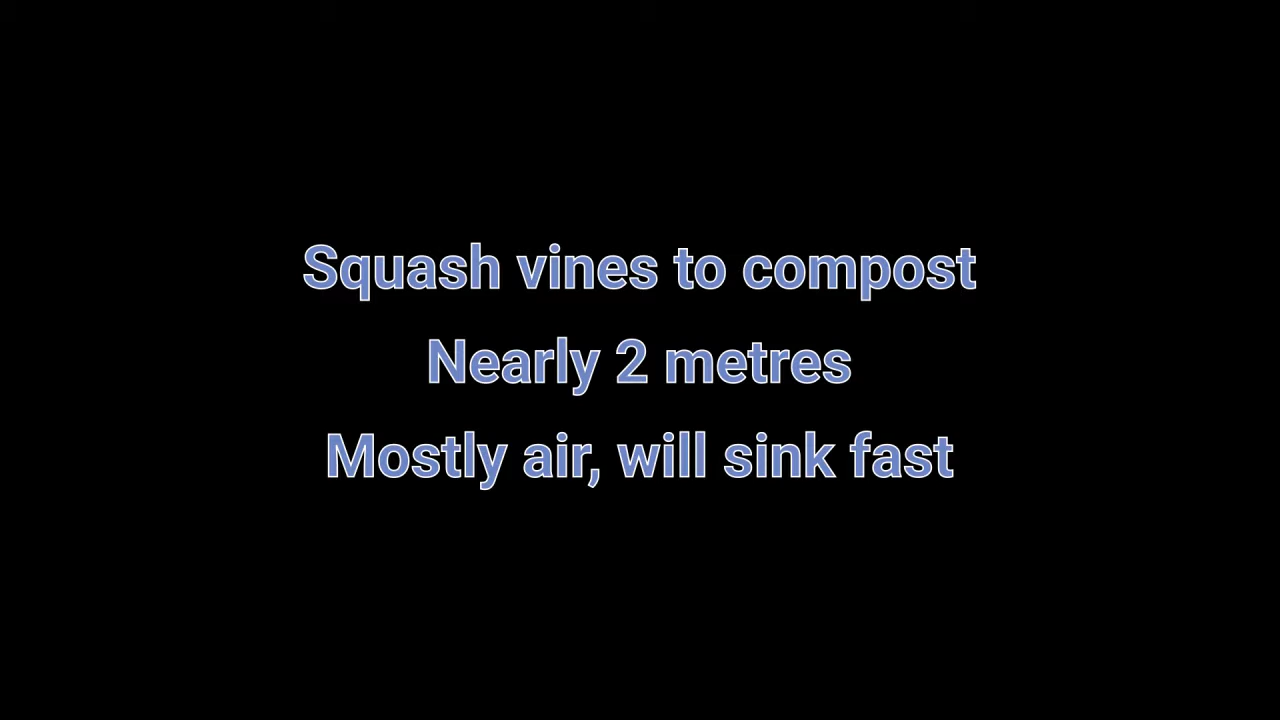 Squash vines to compost
Nearly 2 metres
Mostly air, will sink fast